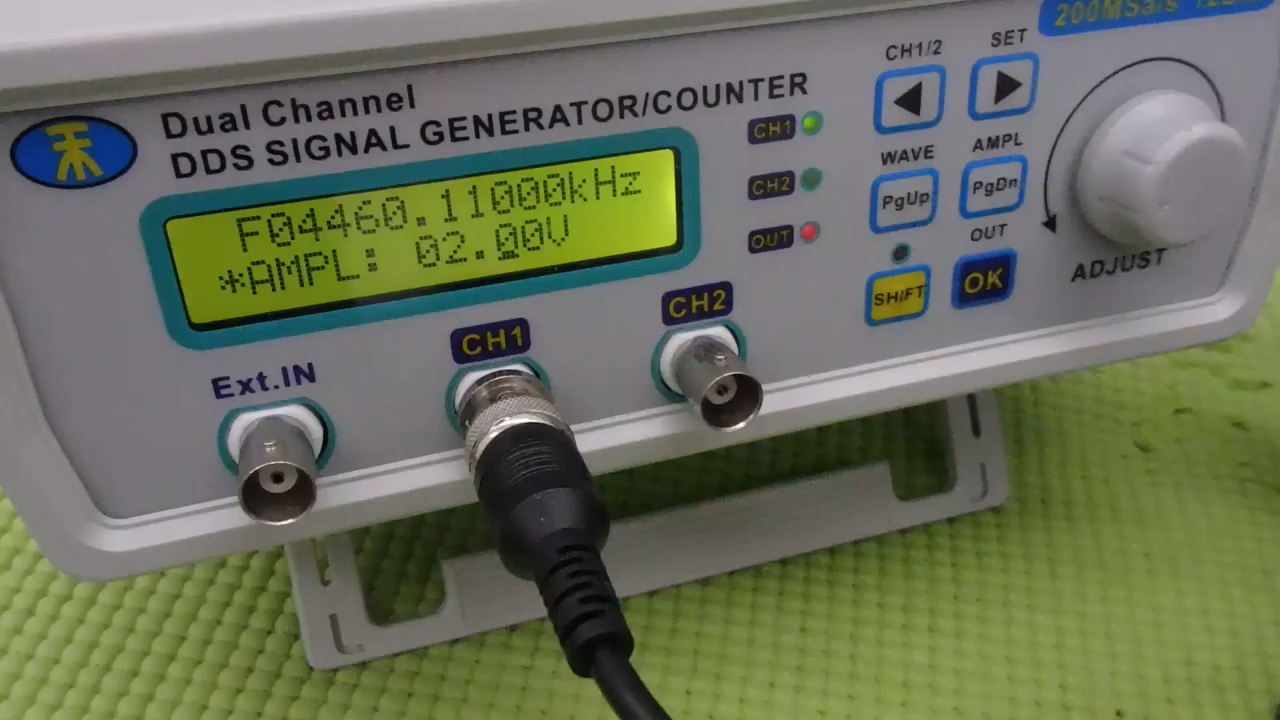 200MSa/s
Dual Channel
DDS SIGNAL GENERATOR/COUNTER
F04460.11000kHz
*AMPL: 02.00V
CH1
CH2
OUT
CH1/2
SET
WAVE
AMPL
PgUp
PgDn
OUT
SHIFT
OK
ADJUST
Ext.IN
CH1
CH2